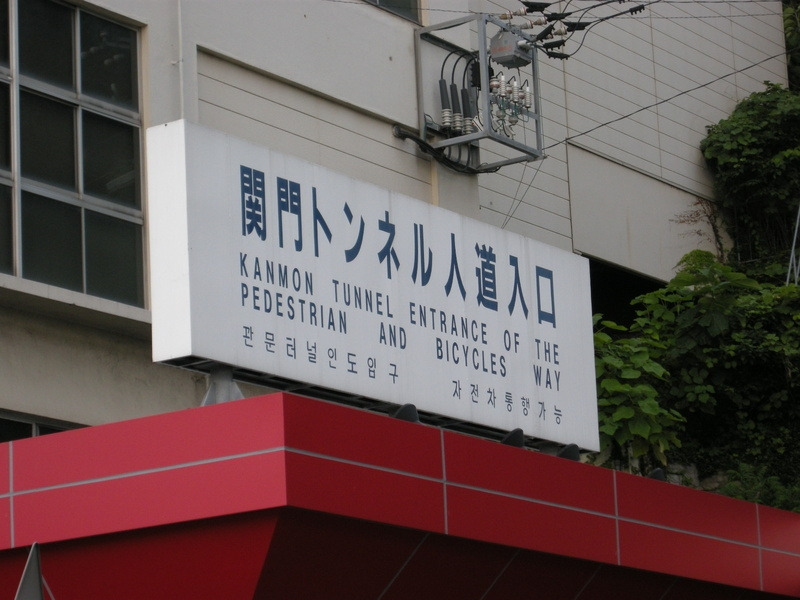 関門トンネル人道入口
KANMON TUNNEL ENTRANCE OF THE
PEDESTRIAN AND BICYCLES WAY
판문터널인도입구 자전차통행가능